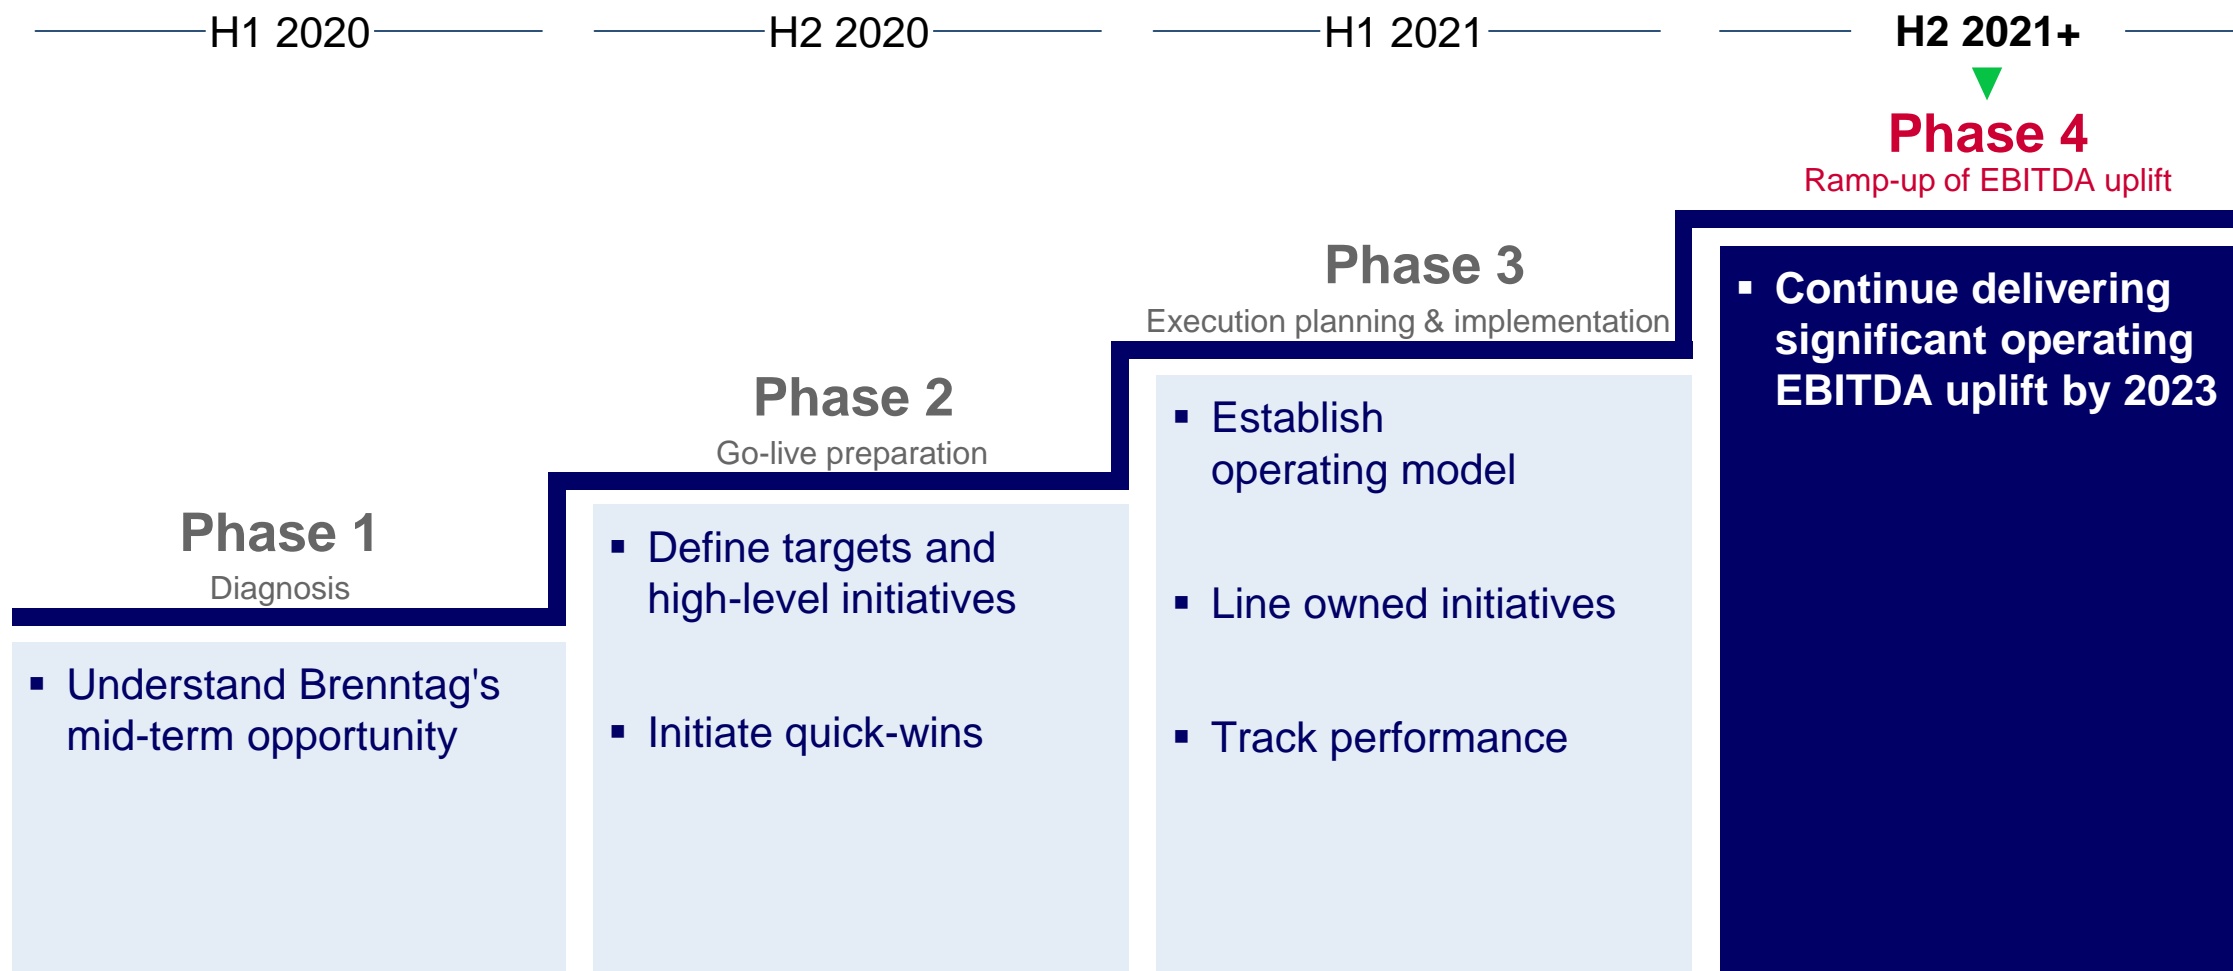 H1 2020
H2 2020
H1 2021
H2 2021+
Phase 1
Diagnosis
▪ Understand Brenntag's
mid-term opportunity
Phase 2
Go-live preparation
▪ Define targets and
high-level initiatives
▪ Initiate quick-wins
Phase 3
Execution planning & implementation
▪ Establish
operating model
▪ Line owned initiatives
▪ Track performance
Phase 4
Ramp-up of EBITDA uplift
▪ Continue delivering
significant operating
EBITDA uplift by 2023